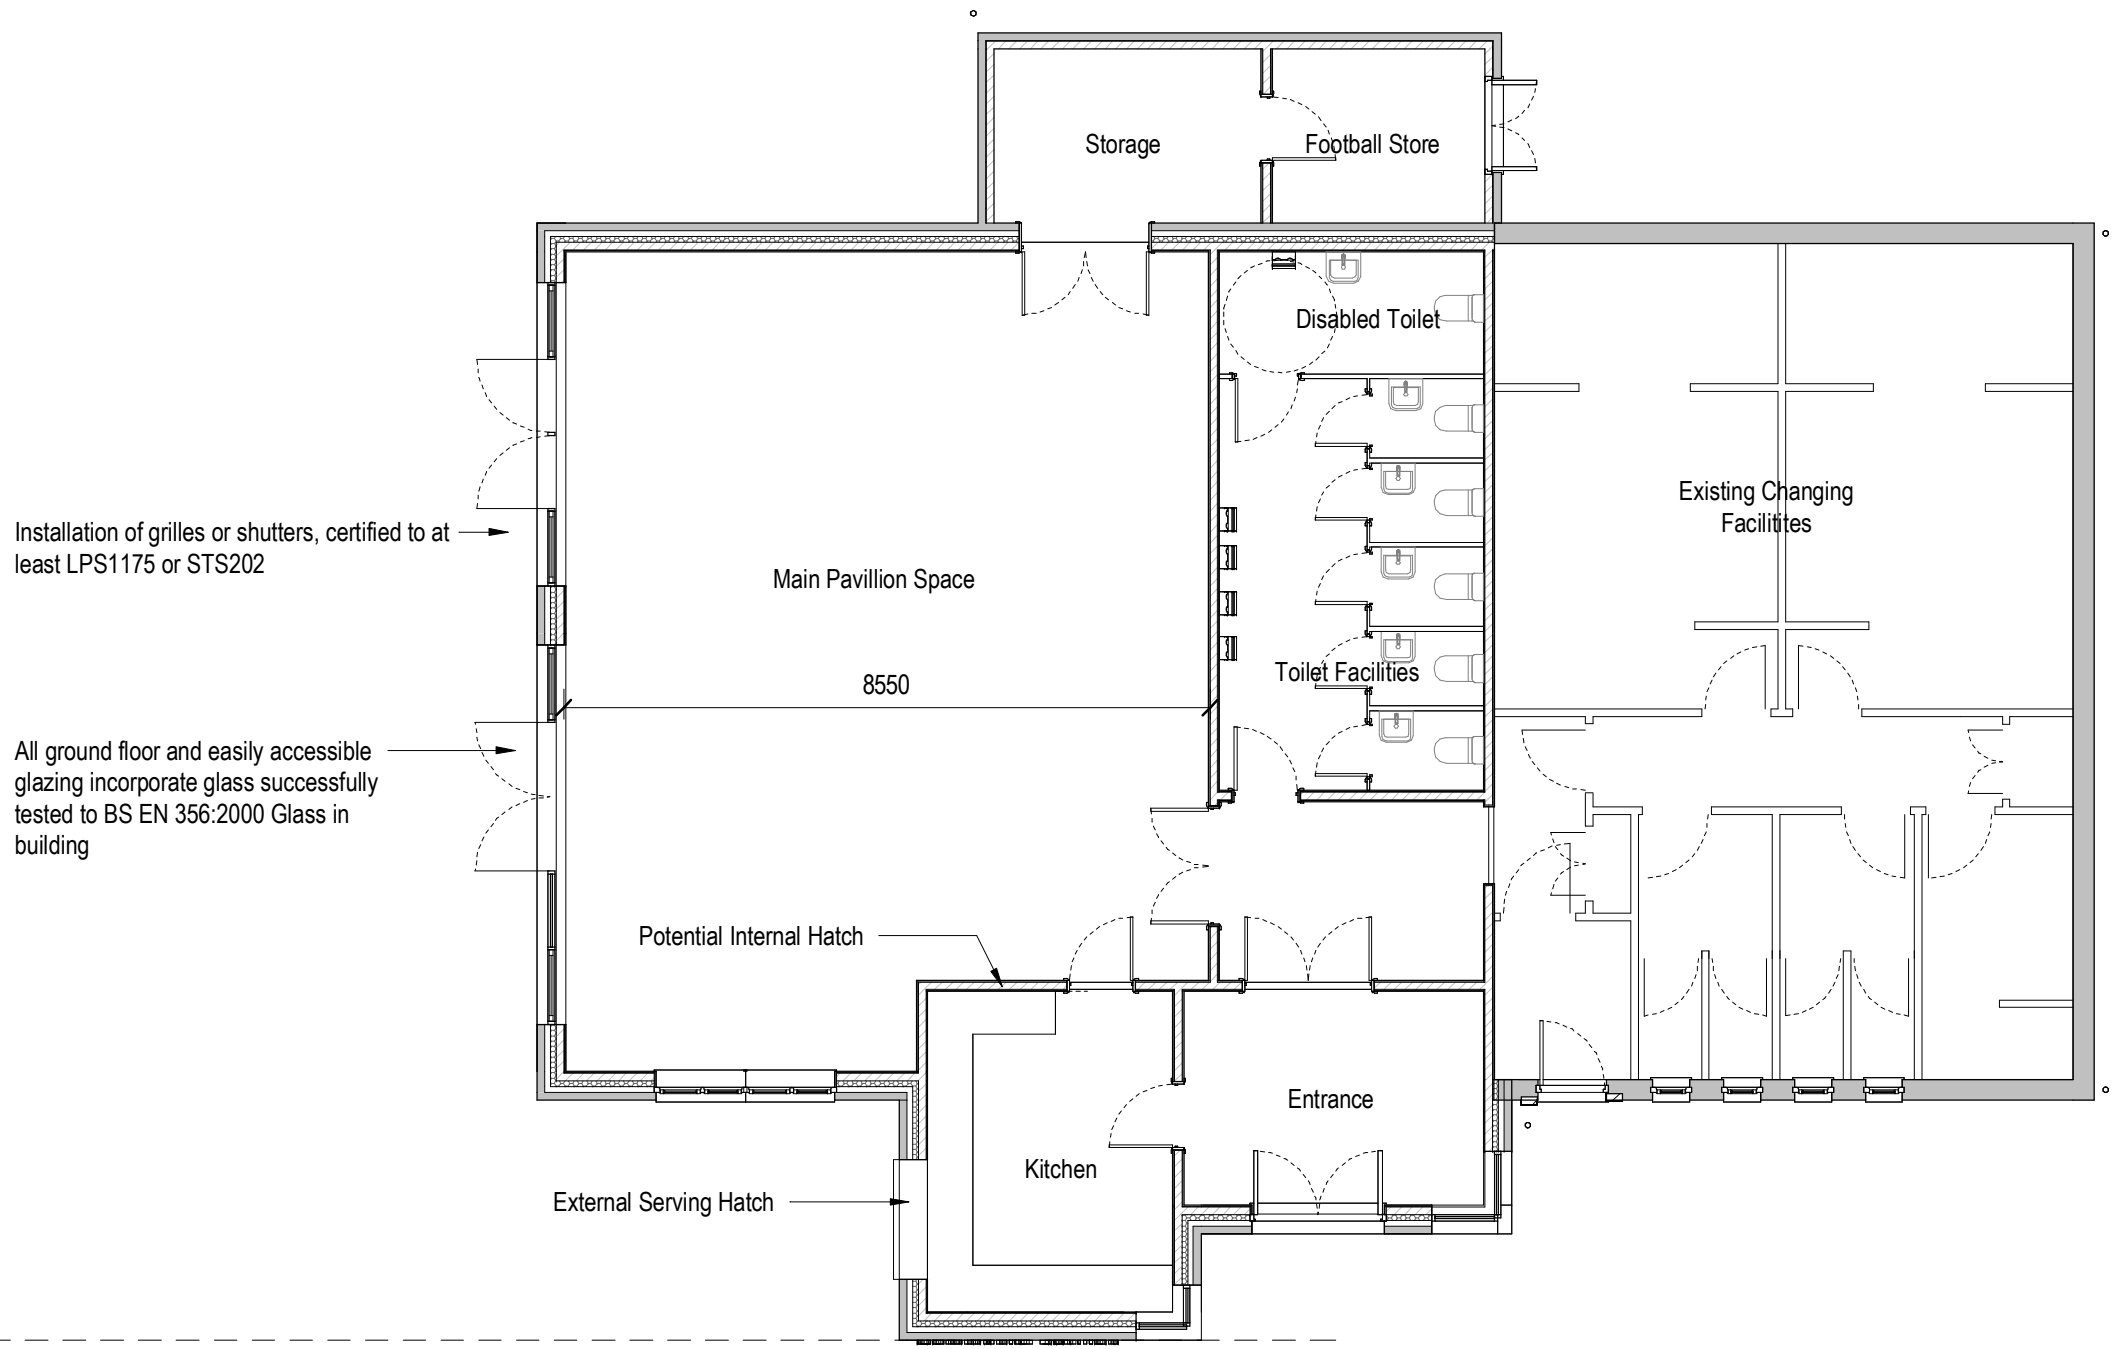 Storage
Football Store
Disabled Toilet
Existing Changing
Facilitites
Installation of grilles or shutters, certified to at
least LPS1175 or STS202
Main Pavillion Space
Toilet Facilities
8550
All ground floor and easily accessible
glazing incorporate glass successfully
tested to BS EN 356:2000 Glass in
building
Potential Internal Hatch
Entrance
Kitchen
External Serving Hatch